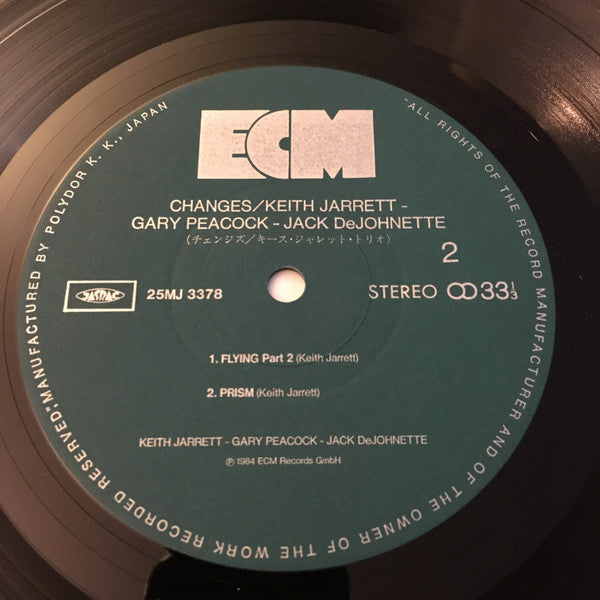 ECM
CHANGES/KEITH JARRETT -
GARY PEACOCK - JACK DeJOHNETTE
(チェンジズ/キース・ジャレット・トリオ)
2
JASRAC
25MJ 3378
STEREO 33 1/3
1. FLYING Part 2 (Keith Jarrett)
2. PRISM (Keith Jarrett)
KEITH JARRETT - GARY PEACOCK - JACK DeJOHNETTE
℗ 1984 ECM Records GmbH
"ALL RIGHTS OF THE RECORD MANUFACTURER AND OF THE OWNER OF THE WORK RECORDED RESERVED" MANUFACTURED BY POLYDOR K. K., JAPAN